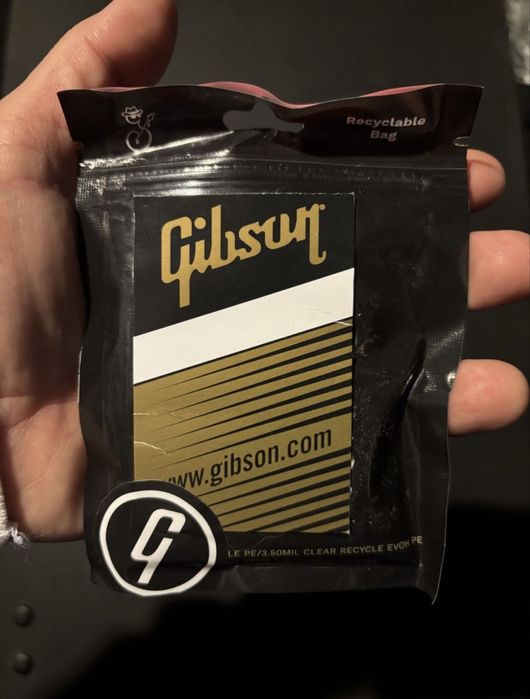 Recyclable
Bag
Gibson
www.gibson.com
G
LE PE/3.50MIL CLEAR RECYCLE EVOH PE